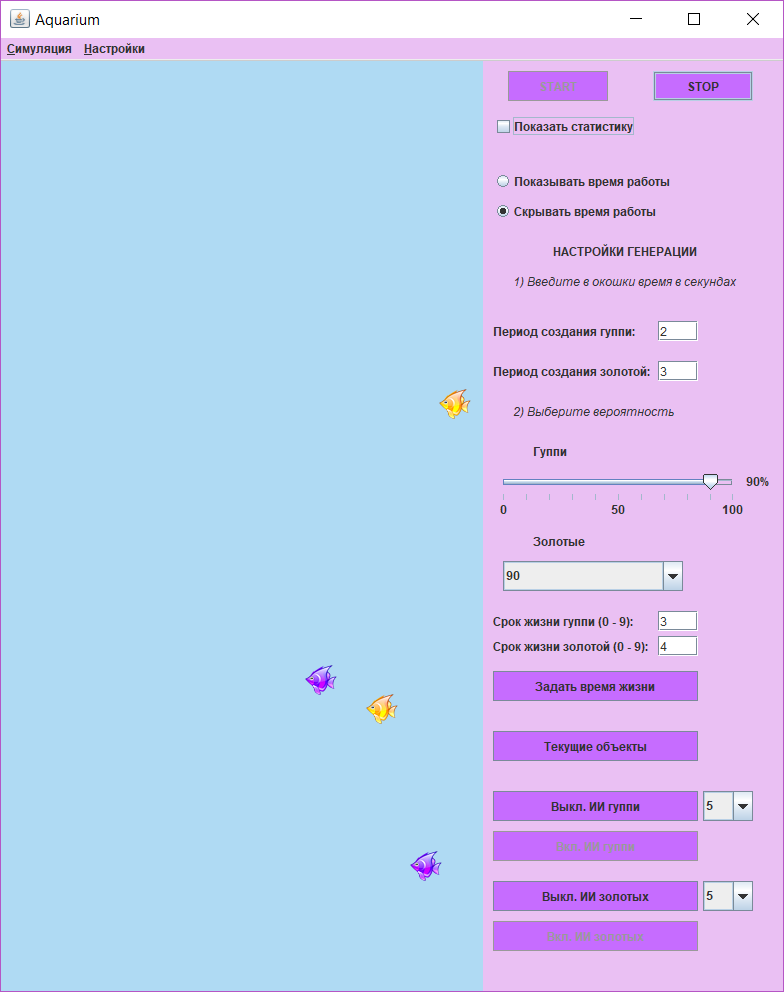 Aquarium
Симуляция Настройки
START STOP
Показать статистику
Показывать время работы
Скрывать время работы
НАСТРОЙКИ ГЕНЕРАЦИИ
1) Введите в окошки время в секундах
Период создания гуппи: 2
Период создания золотой: 3
2) Выберите вероятность
Гуппи
90%
0 50 100
Золотые
90
Срок жизни гуппи (0 - 9): 3
Срок жизни золотой (0 - 9): 4
Задать время жизни
Текущие объекты
Выкл. ИИ гуппи 5
Вкл. ИИ гуппи
Выкл. ИИ золотых 5
Вкл. ИИ золотых